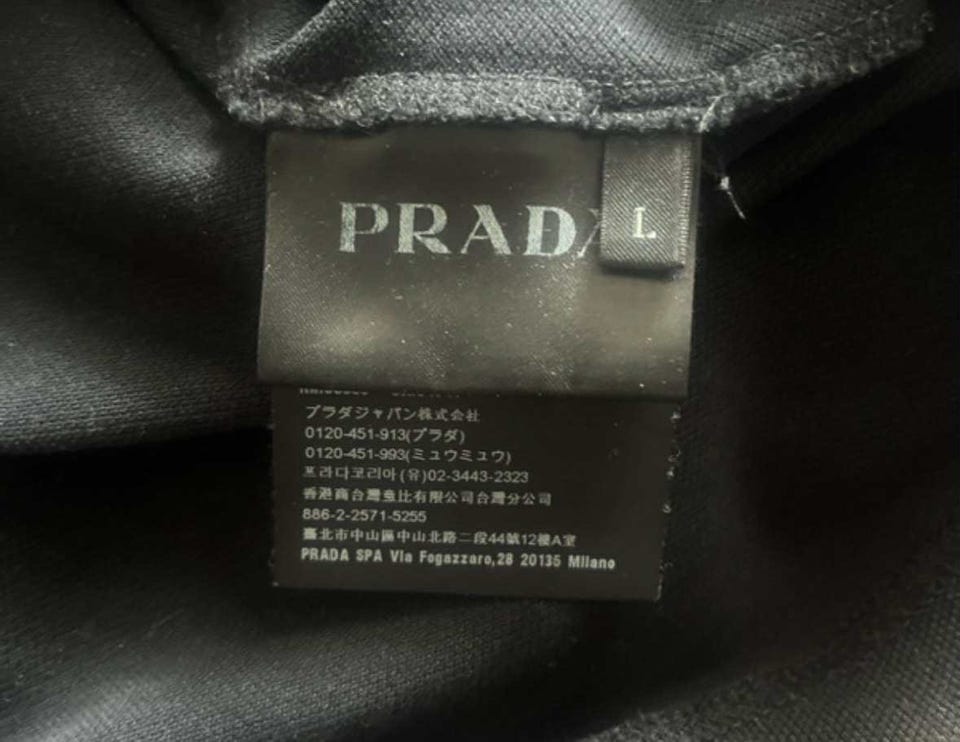 PRADA
L
プラダジャパン株式会社
0120-451-913(プラダ)
0120-451-993(ミュウミュウ)
프라다코리아(유)02-3443-2323
香港商台灣魚比有限公司台灣分公司
886-2-2571-5255
臺北市中山區中山北路二段44號12樓A室
PRADA SPA Via Fogazzaro,28 20135 Milano